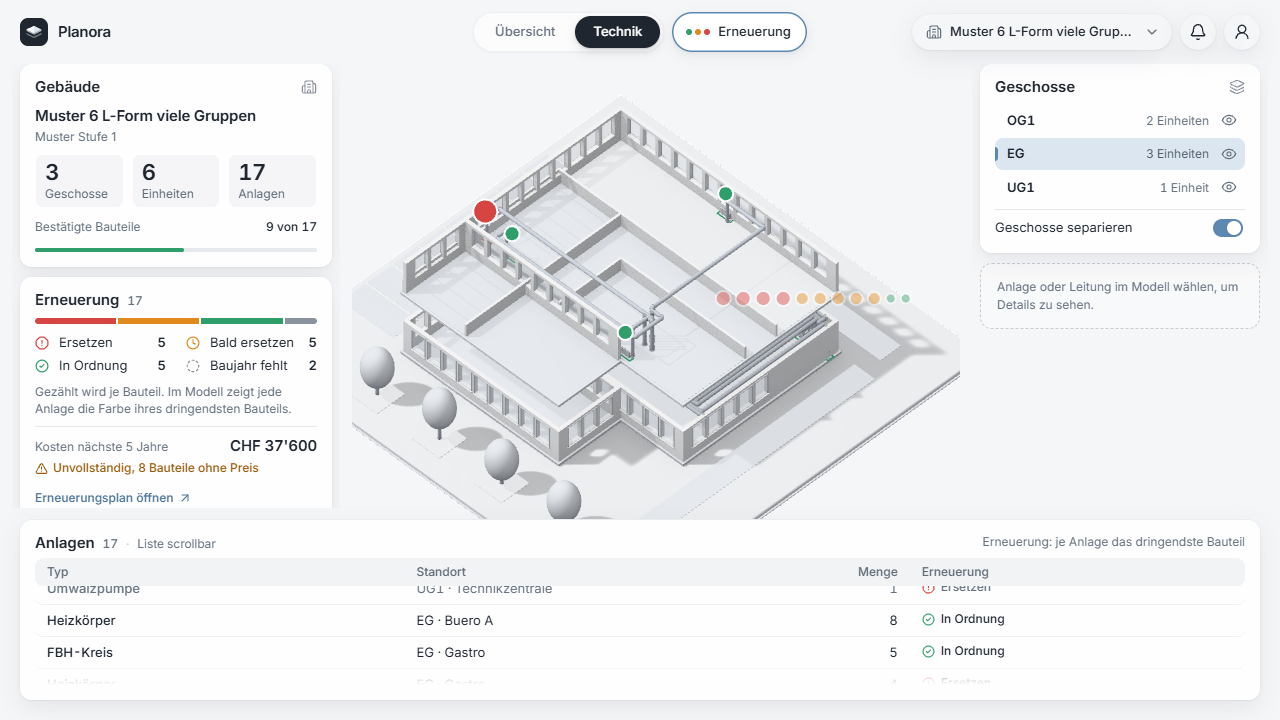 Planora
Übersicht
Technik
Erneuerung
Muster 6 L-Form viele Grup...
Gebäude
Muster 6 L-Form viele Gruppen
Muster Stufe 1
3 6 17
Geschosse Einheiten Anlagen
Bestätigte Bauteile 9 von 17
Erneuerung 17
Ersetzen 5 Bald ersetzen 5
In Ordnung 5 Baujahr fehlt 2
Gezählt wird je Bauteil. Im Modell zeigt jede
Anlage die Farbe ihres dringendsten Bauteils.
Kosten nächste 5 Jahre CHF 37'600
Unvollständig, 8 Bauteile ohne Preis
Erneuerungsplan öffnen
Geschosse
OG1 2 Einheiten
EG 3 Einheiten
UG1 1 Einheit
Geschosse separieren
Anlage oder Leitung im Modell wählen, um
Details zu sehen.
Anlagen 17 · Liste scrollbar
Erneuerung: je Anlage das dringendste Bauteil
Typ Standort Menge Erneuerung
Umwälzpumpe UG1 · Technikzentrale 1 Ersetzen
Heizkörper EG · Buero A 8 In Ordnung
FBH-Kreis EG · Gastro 5 In Ordnung
Heizkörper EG · Gastro 4 Ersetzen